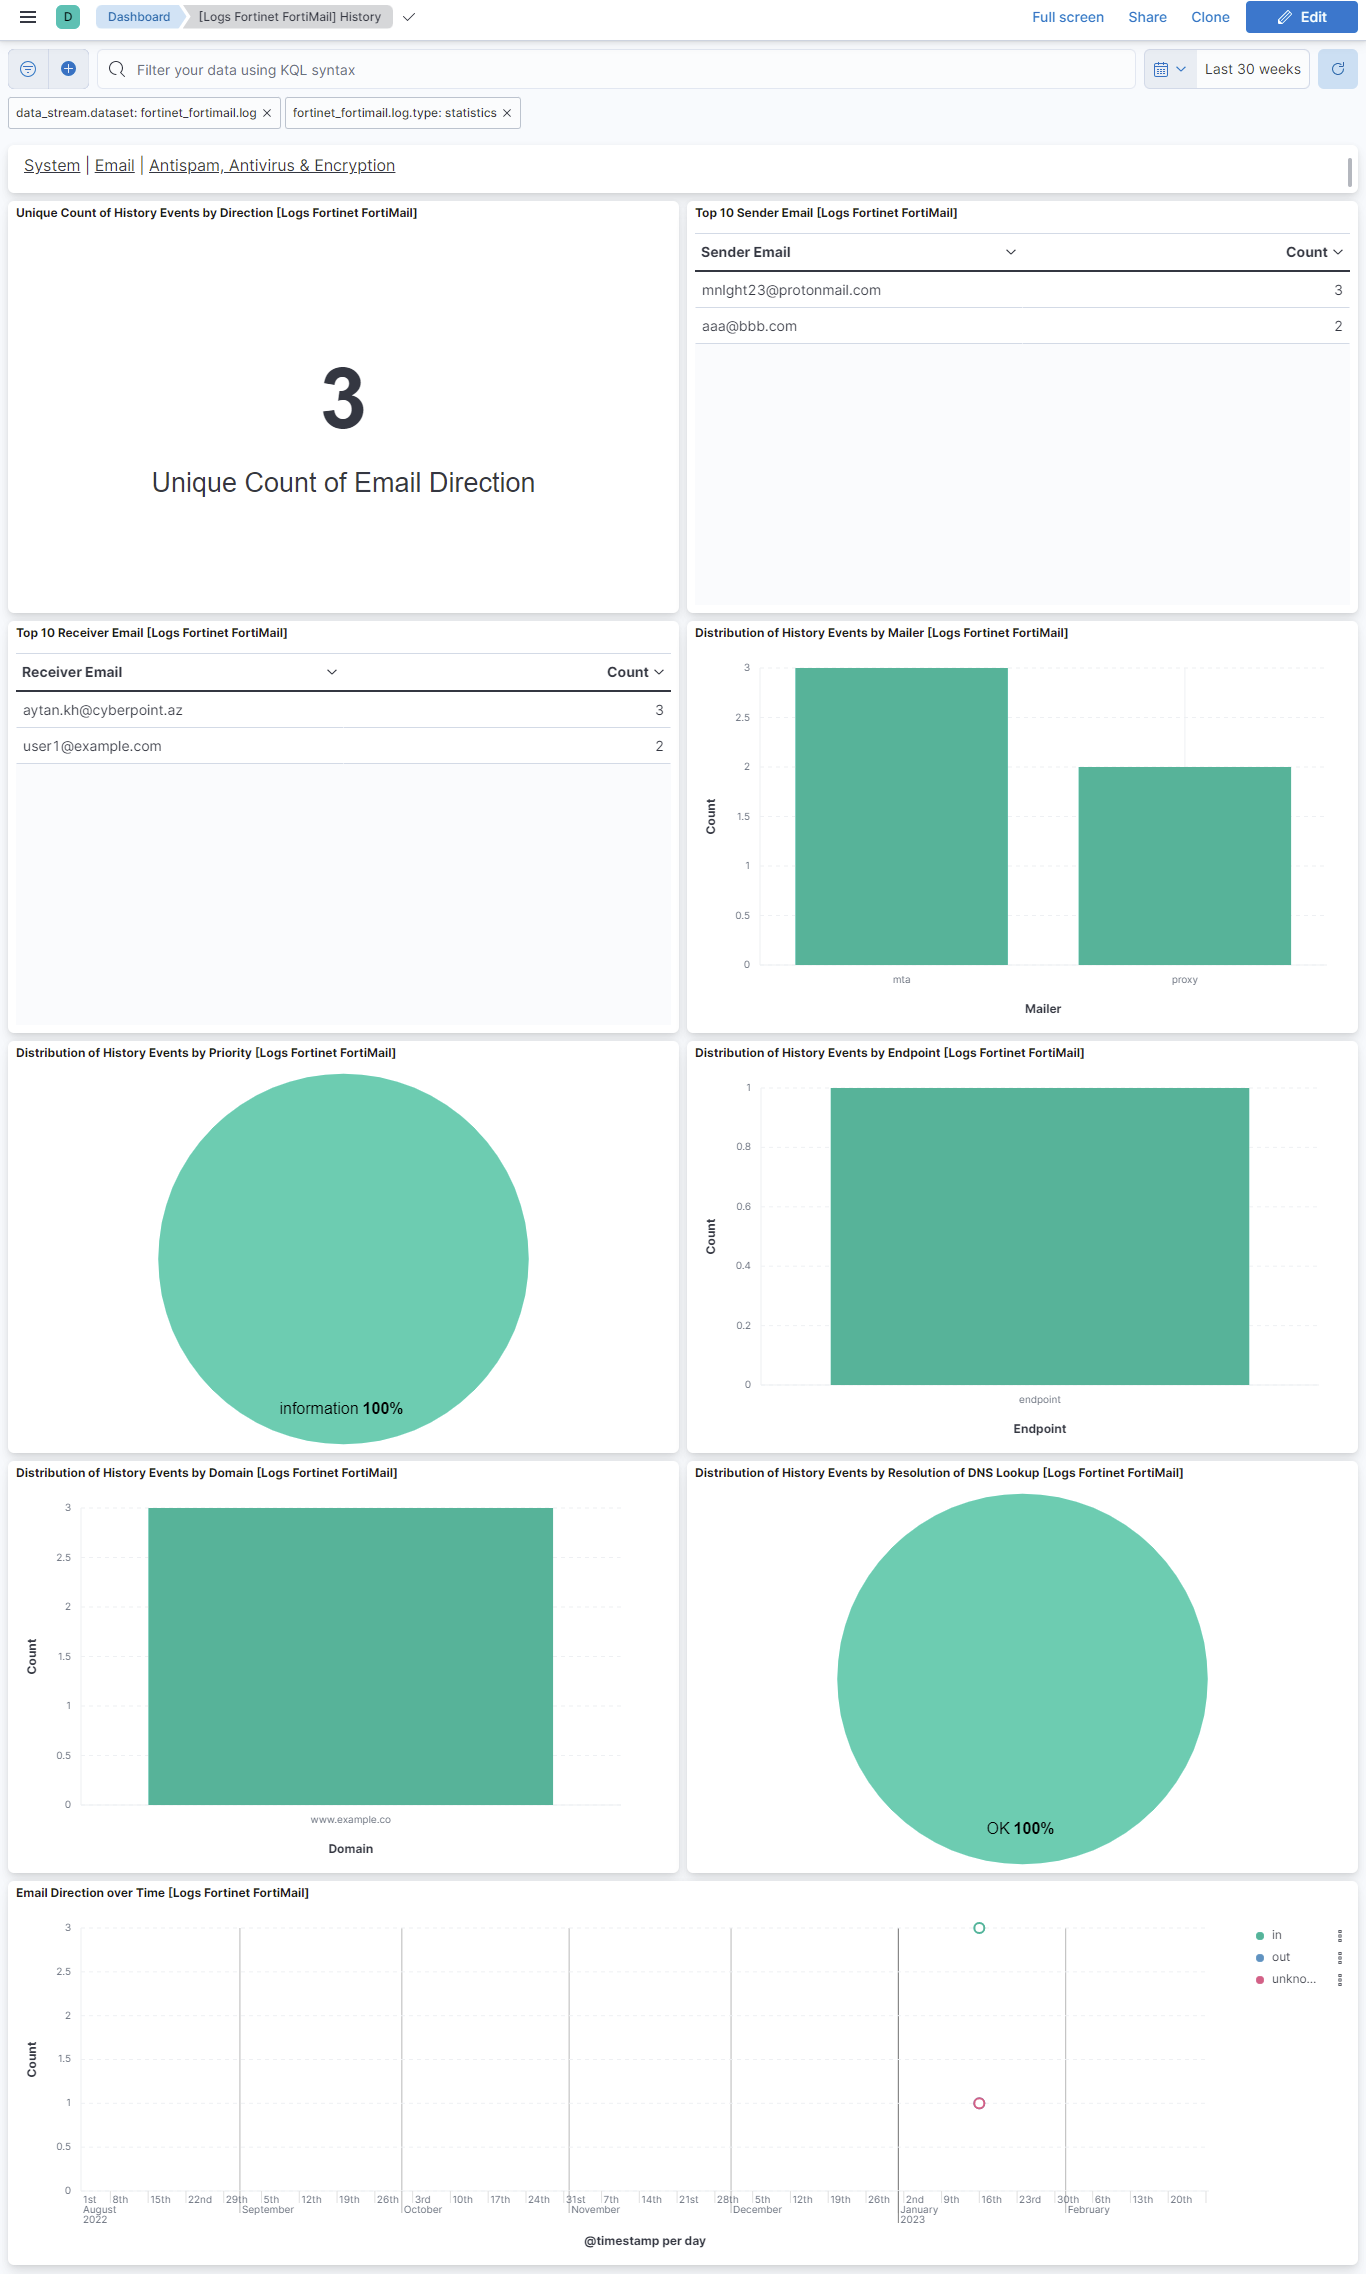 D
Dashboard
[Logs Fortinet FortiMail] History
Full screen
Share
Clone
Edit
Filter your data using KQL syntax
Last 30 weeks
data_stream.dataset: fortinet_fortimail.log ×
fortinet_fortimail.log.type: statistics ×
System | Email | Antispam, Antivirus & Encryption
Unique Count of History Events by Direction [Logs Fortinet FortiMail]
3
Unique Count of Email Direction
Top 10 Sender Email [Logs Fortinet FortiMail]
Sender Email Count
mnlght23@protonmail.com 3
aaa@bbb.com 2
Top 10 Receiver Email [Logs Fortinet FortiMail]
Receiver Email Count
aytan.kh@cyberpoint.az 3
user1@example.com 2
Distribution of History Events by Mailer [Logs Fortinet FortiMail]
3
2.5
2
1.5
1
0.5
0
Count
mta proxy
Mailer
Distribution of History Events by Priority [Logs Fortinet FortiMail]
information 100%
Distribution of History Events by Endpoint [Logs Fortinet FortiMail]
1
0.8
0.6
0.4
0.2
0
Count
endpoint
Endpoint
Distribution of History Events by Domain [Logs Fortinet FortiMail]
3
2.5
2
1.5
1
0.5
0
Count
www.example.co
Domain
Distribution of History Events by Resolution of DNS Lookup [Logs Fortinet FortiMail]
OK 100%
Email Direction over Time [Logs Fortinet FortiMail]
3
2.5
2
1.5
1
0.5
0
Count
1st 8th 15th 22nd 29th 5th 12th 19th 26th 3rd 10th 17th 24th 31st 7th 14th 21st 28th 5th 12th 19th 26th 2nd 9th 16th 23rd 30th 6th 13th 20th
August September October November December January February
2022 2023
@timestamp per day
in
out
unkno...